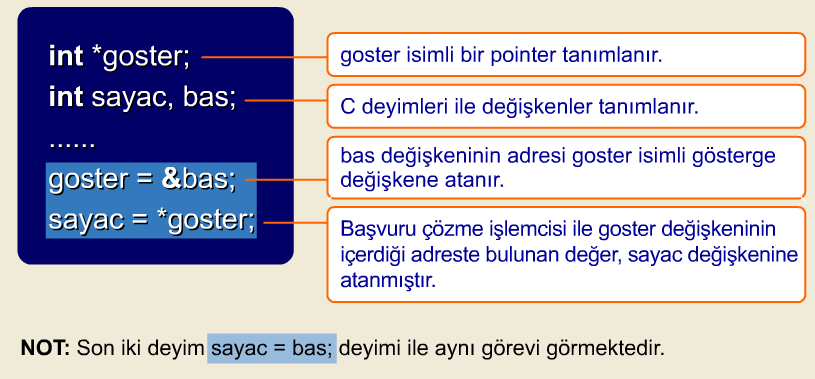 int *goster;
goster isimli bir pointer tanımlanır.
int sayac, bas;
C deyimleri ile değişkenler tanımlanır.
......
goster = &bas;
bas değişkeninin adresi goster isimli gösterge
değişkene atanır.
sayac = *goster;
Başvuru çözme işlemcisi ile goster değişkeninin
içerdiği adreste bulunan değer, sayac değişkenine
atanmıştır.
NOT: Son iki deyim sayac = bas; deyimi ile aynı görevi görmektedir.